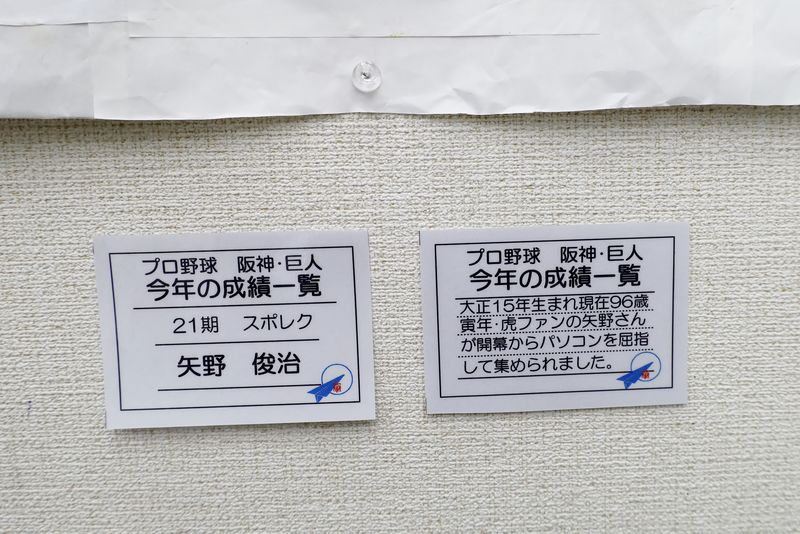 プロ野球　阪神・巨人
今年の成績一覧
21期　スポレク
矢野　俊治
プロ野球　阪神・巨人
今年の成績一覧
大正15年生まれ現在96歳
寅年・虎ファンの矢野さん
が開幕からパソコンを屈指
して集められました。